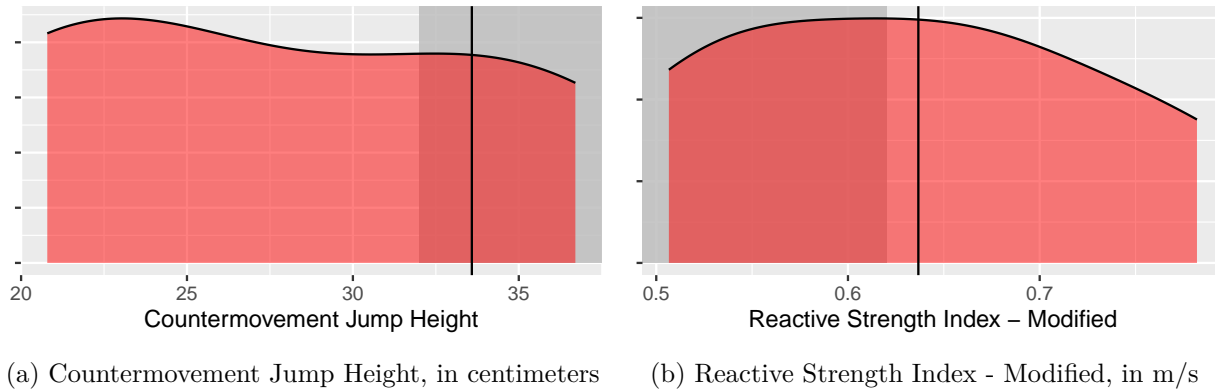 20 25 30 35
Countermovement Jump Height
0.5 0.6 0.7
Reactive Strength Index – Modified
(a) Countermovement Jump Height, in centimeters
(b) Reactive Strength Index - Modified, in m/s